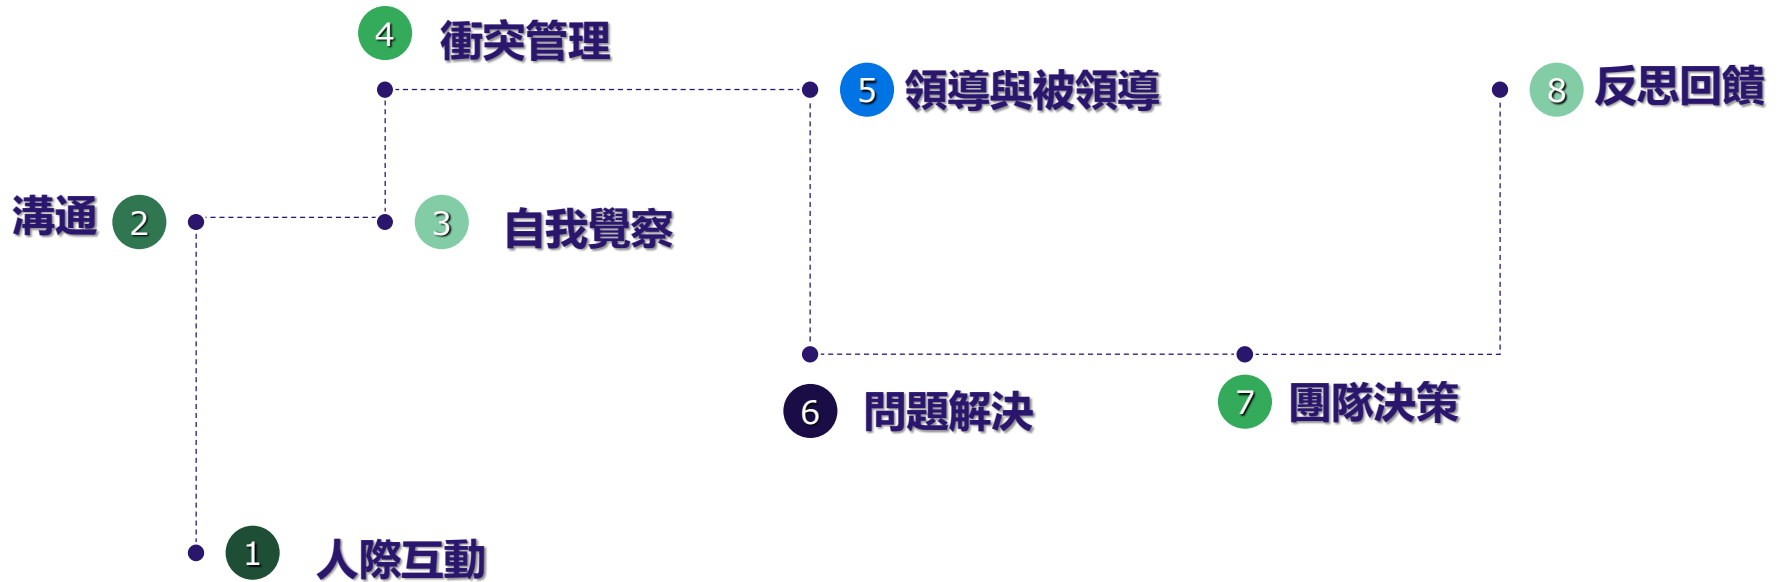 1 人際互動
溝通 2
3 自我覺察
4 衝突管理
5 領導與被領導
6 問題解決
7 團隊決策
8 反思回饋